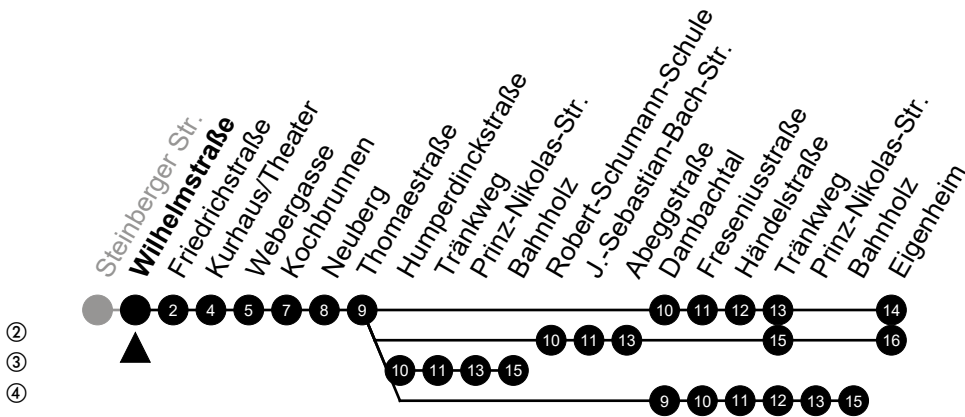 Steinberger Str.
Wilhelmstraße
Friedrichstraße
Kurhaus/Theater
Webergasse
Kochbrunnen
Neuberg
Thomaestraße
Humperdinckstraße
Tränkweg
Prinz-Nikolas-Str.
Bahnholz
Robert-Schumann-Schule
J.-Sebastian-Bach-Str.
Abeggstraße
Dambachtal
Freseniusstraße
Händelstraße
Tränkweg
Prinz-Nikolas-Str.
Bahnholz
Eigenheim
2 4 5 7 8 9 10 11 12 13 14
② 10 11 13 15 16
③ 10 11 13 15
④ 9 10 11 12 13 15